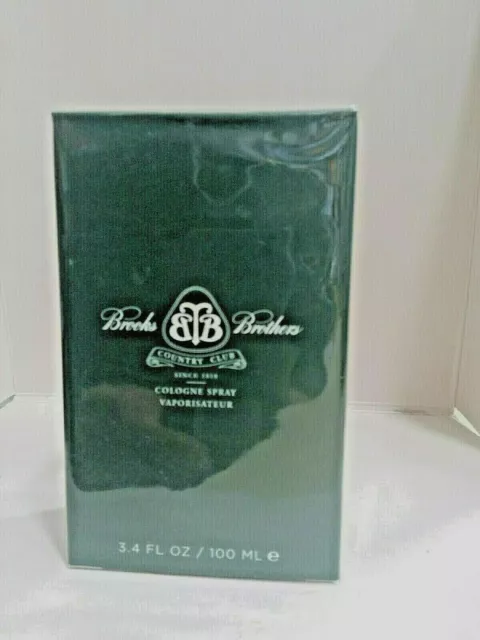 Brooks BB Brothers
COUNTRY CLUB
SINCE 1818
COLOGNE SPRAY
VAPORISATEUR
3.4 FL OZ / 100 ML ℮